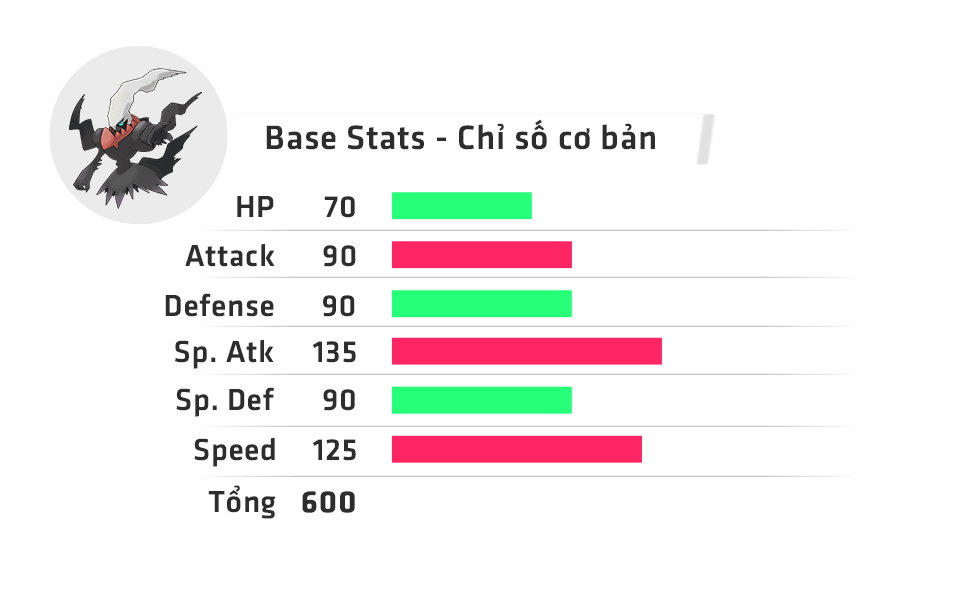 Base Stats - Chỉ số cơ bản
HP 70
Attack 90
Defense 90
Sp. Atk 135
Sp. Def 90
Speed 125
Tổng 600